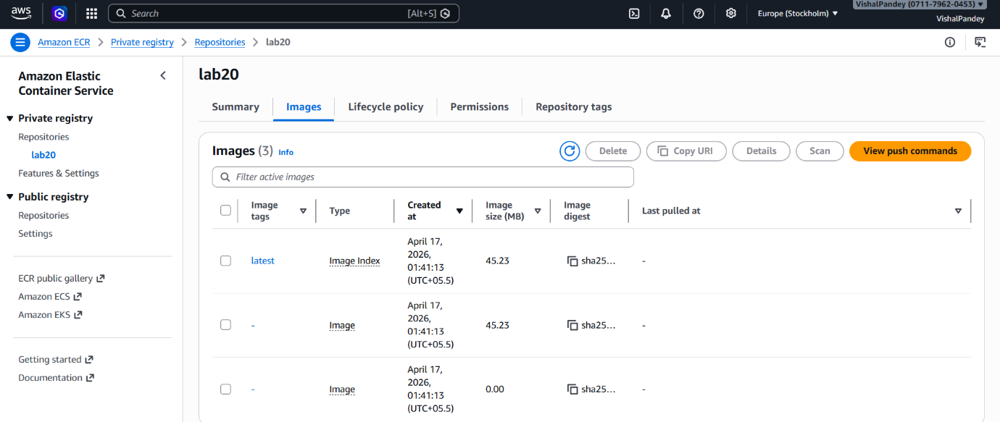 aws
Search
[Alt+S]
Europe (Stockholm)
VishalPandey (0711-7962-0453)
VishalPandey
Amazon ECR
Private registry
Repositories
lab20
Amazon Elastic
Container Service
Private registry
Repositories
lab20
Features & Settings
Public registry
Repositories
Settings
ECR public gallery
Amazon ECS
Amazon EKS
Getting started
Documentation
lab20
Summary
Images
Lifecycle policy
Permissions
Repository tags
Images (3) Info
Delete
Copy URI
Details
Scan
View push commands
Filter active images
Image
tags
Type
Created
at
Image
size (MB)
Image
digest
Last pulled at
latest
Image Index
April 17,
2026,
01:41:13
(UTC+05.5)
45.23
sha25...
-
-
Image
April 17,
2026,
01:41:13
(UTC+05.5)
45.23
sha25...
-
-
Image
April 17,
2026,
01:41:13
(UTC+05.5)
0.00
sha25...
-